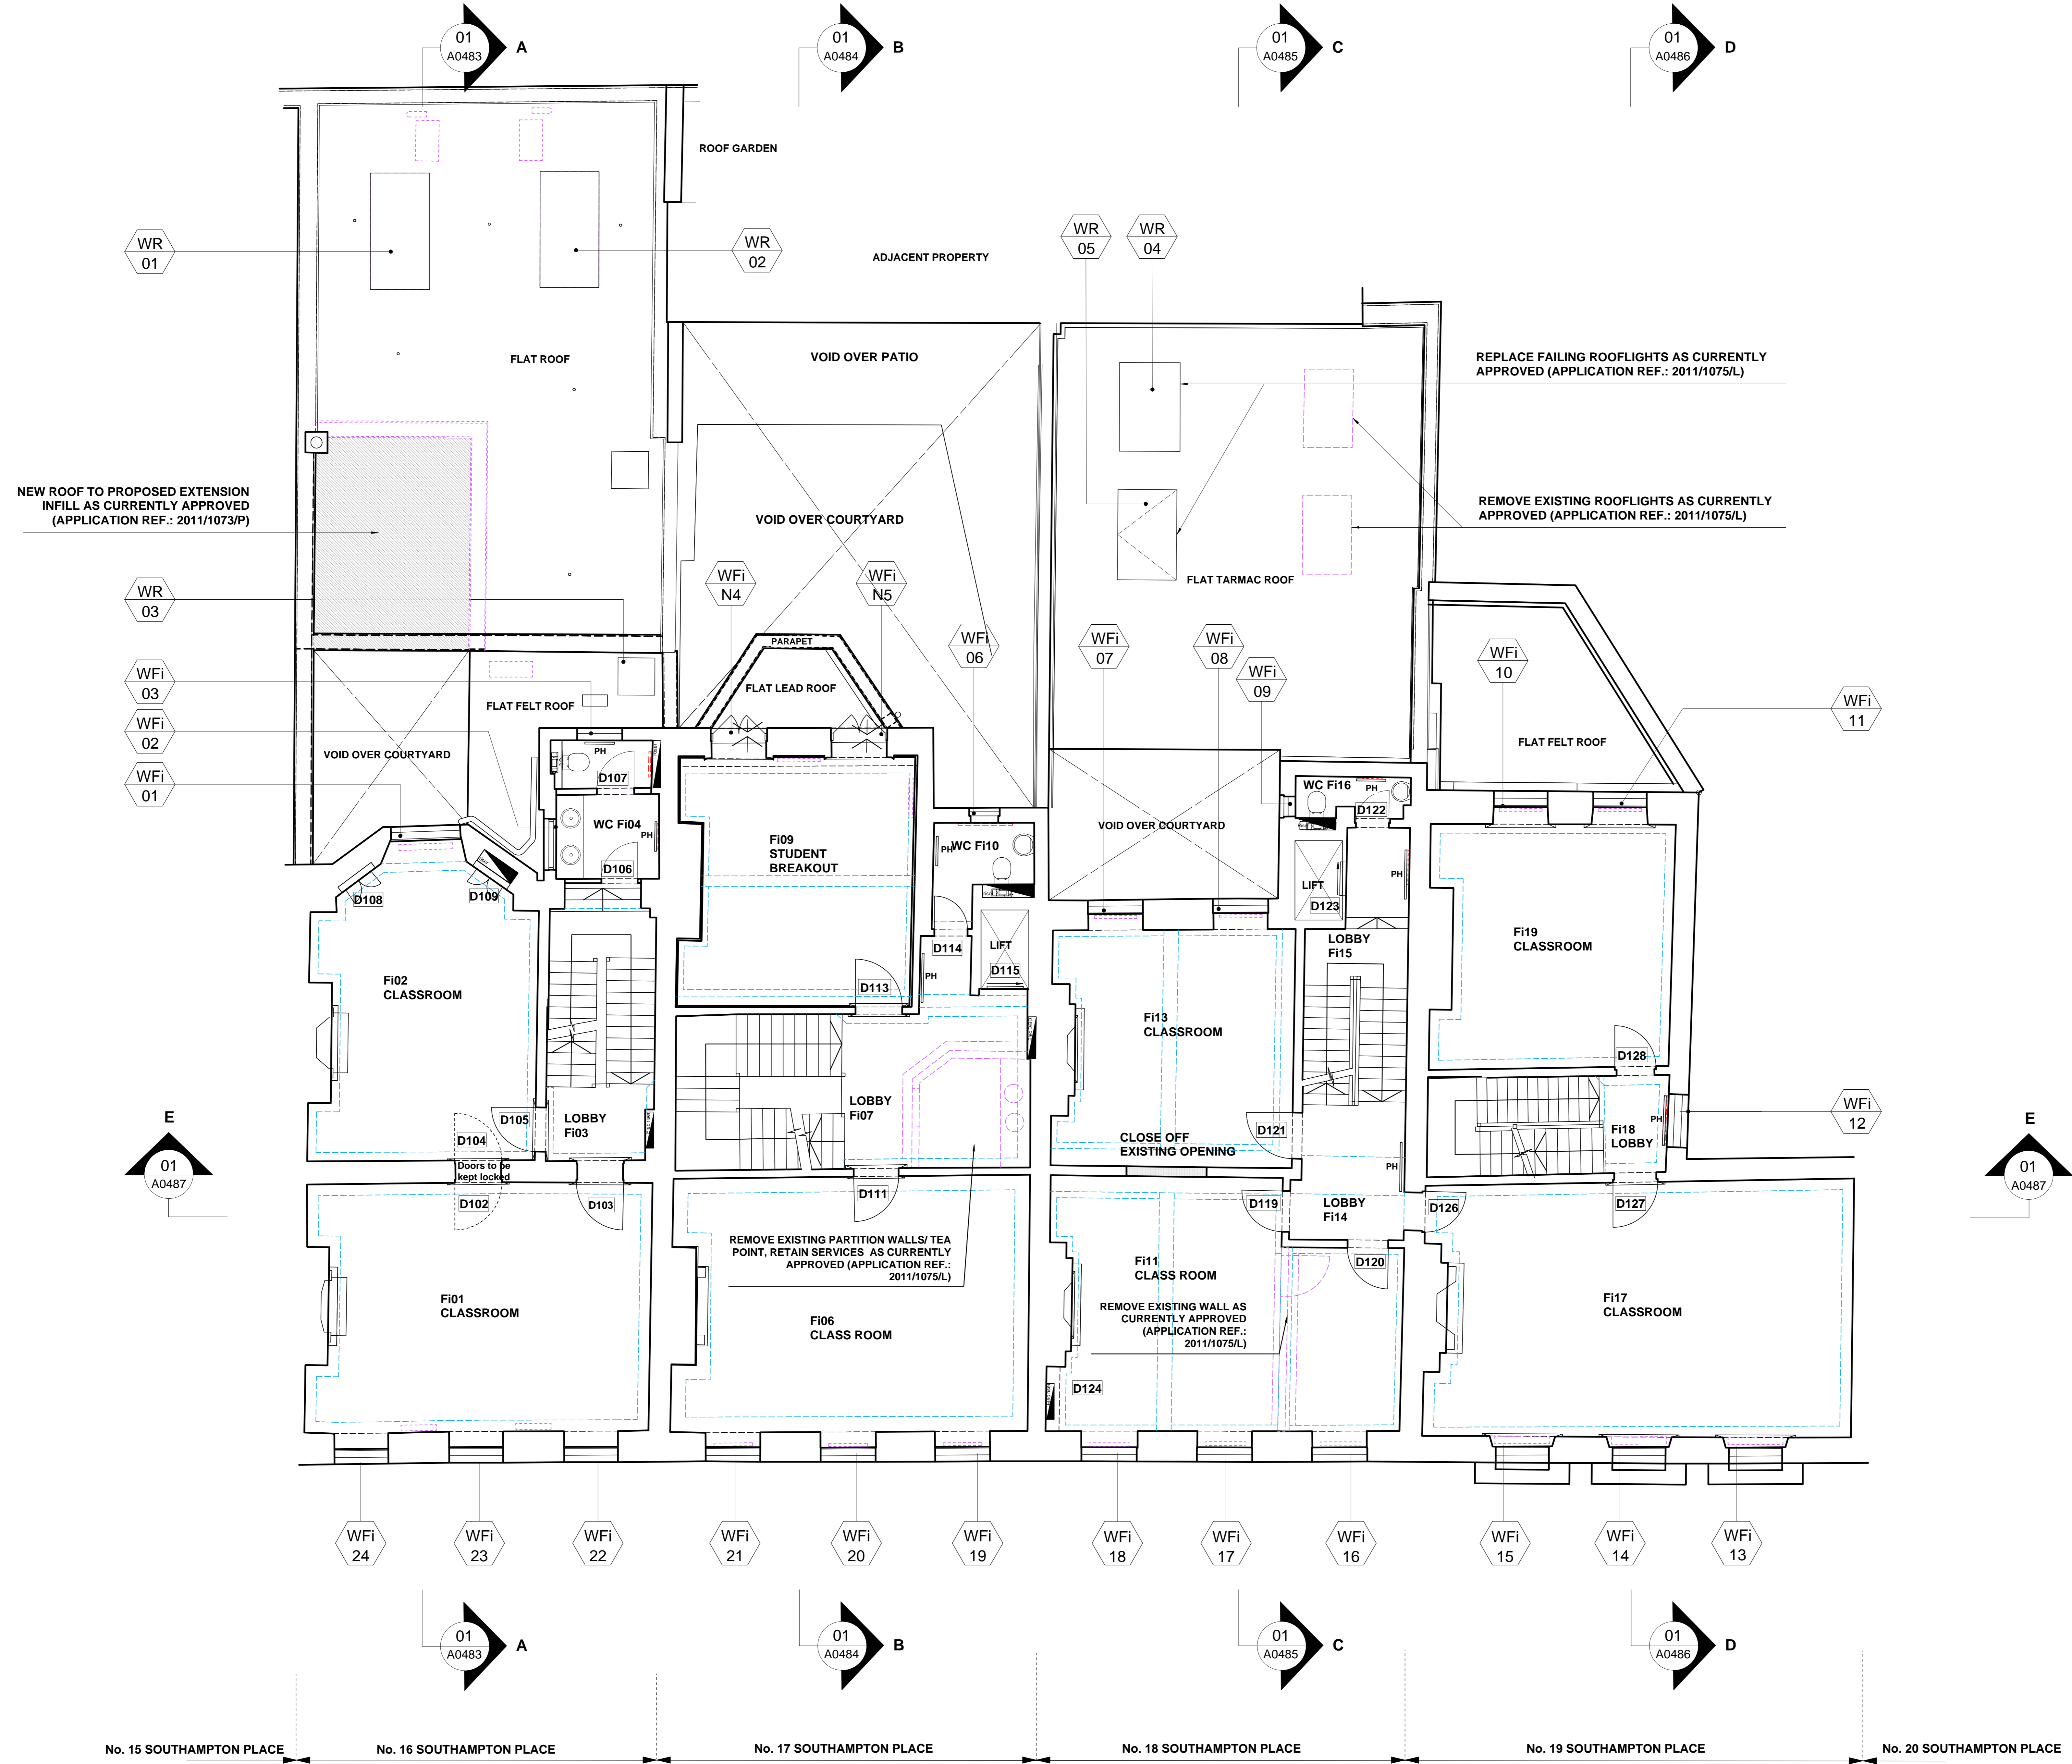 01
A0483
A
01
A0484
B
01
A0485
C
01
A0486
D
ROOF GARDEN
WR
01
WR
02
ADJACENT PROPERTY
WR
05
WR
04
FLAT ROOF
VOID OVER PATIO
REPLACE FAILING ROOFLIGHTS AS CURRENTLY
APPROVED (APPLICATION REF.: 2011/1075/L)
NEW ROOF TO PROPOSED EXTENSION
INFILL AS CURRENTLY APPROVED
(APPLICATION REF.: 2011/1073/P)
VOID OVER COURTYARD
REMOVE EXISTING ROOFLIGHTS AS CURRENTLY
APPROVED (APPLICATION REF.: 2011/1075/L)
FLAT TARMAC ROOF
WR
03
WFi
N4
WFi
N5
PARAPET
WFi
06
WFi
07
WFi
08
WFi
09
WFi
10
WFi
11
WFi
03
WFi
02
WFi
01
FLAT LEAD ROOF
FLAT FELT ROOF
VOID OVER COURTYARD
FLAT FELT ROOF
PH
D107
WC Fi04
PH
D106
D108
D109
Fi09
STUDENT
BREAKOUT
PH
WC Fi10
VOID OVER COURTYARD
WC Fi16
PH
D122
LIFT
D123
PH
D114
LIFT
D115
PH
D113
LOBBY
Fi15
Fi19
CLASSROOM
Fi02
CLASSROOM
Fi13
CLASSROOM
D128
LOBBY
Fi07
D105
LOBBY
Fi03
D104
Doors to be
kept locked
D102
D103
D111
CLOSE OFF
EXISTING OPENING
D121
PH
Fi18
LOBBY
PH
WFi
12
E
01
A0487
E
01
A0487
D119
LOBBY
Fi14
D126
D127
D120
REMOVE EXISTING PARTITION WALLS/ TEA
POINT, RETAIN SERVICES AS CURRENTLY
APPROVED (APPLICATION REF.:
2011/1075/L)
Fi01
CLASSROOM
Fi06
CLASS ROOM
Fi11
CLASS ROOM
REMOVE EXISTING WALL AS
CURRENTLY APPROVED
(APPLICATION REF.:
2011/1075/L)
Fi17
CLASSROOM
D124
WFi
24
WFi
23
WFi
22
WFi
21
WFi
20
WFi
19
WFi
18
WFi
17
WFi
16
WFi
15
WFi
14
WFi
13
01
A0483
A
01
A0484
B
01
A0485
C
01
A0486
D
No. 15 SOUTHAMPTON PLACE
No. 16 SOUTHAMPTON PLACE
No. 17 SOUTHAMPTON PLACE
No. 18 SOUTHAMPTON PLACE
No. 19 SOUTHAMPTON PLACE
No. 20 SOUTHAMPTON PLACE